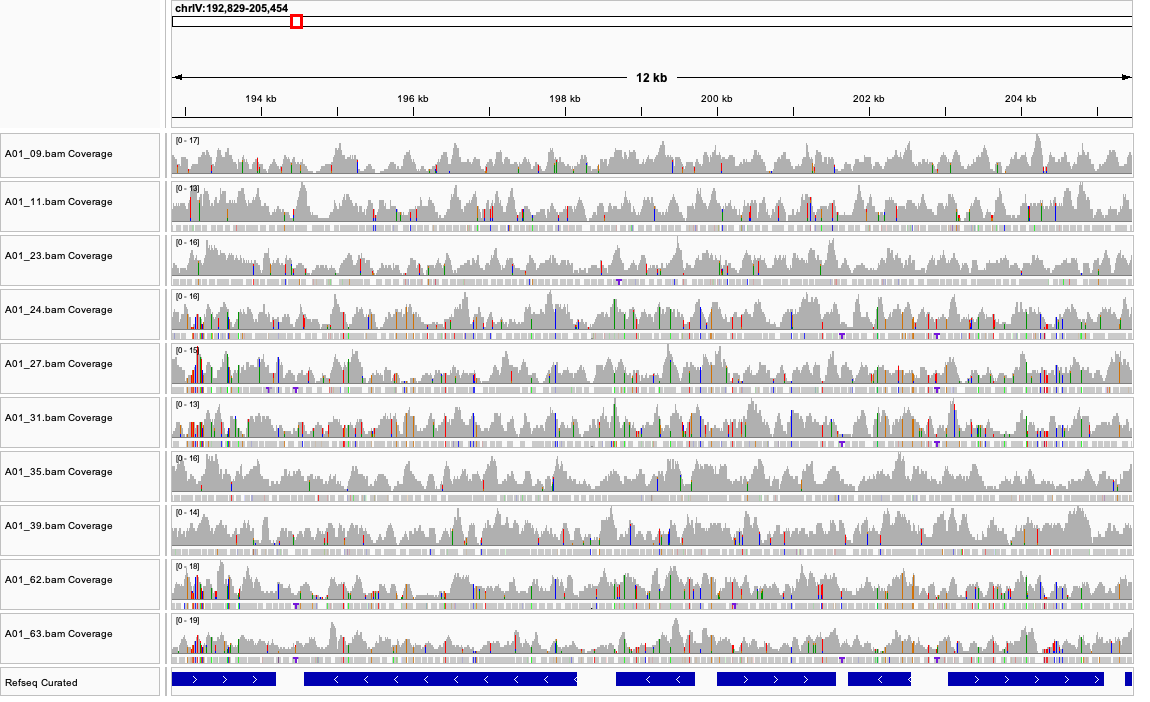 chrIV:192,829-205,454
12 kb
194 kb 196 kb 198 kb 200 kb 202 kb 204 kb
A01_09.bam Coverage [0 - 17]
A01_11.bam Coverage [0 - 13]
A01_23.bam Coverage [0 - 16]
A01_24.bam Coverage [0 - 16]
A01_27.bam Coverage [0 - 15]
A01_31.bam Coverage [0 - 13]
A01_35.bam Coverage [0 - 16]
A01_39.bam Coverage [0 - 14]
A01_62.bam Coverage [0 - 18]
A01_63.bam Coverage [0 - 19]
Refseq Curated